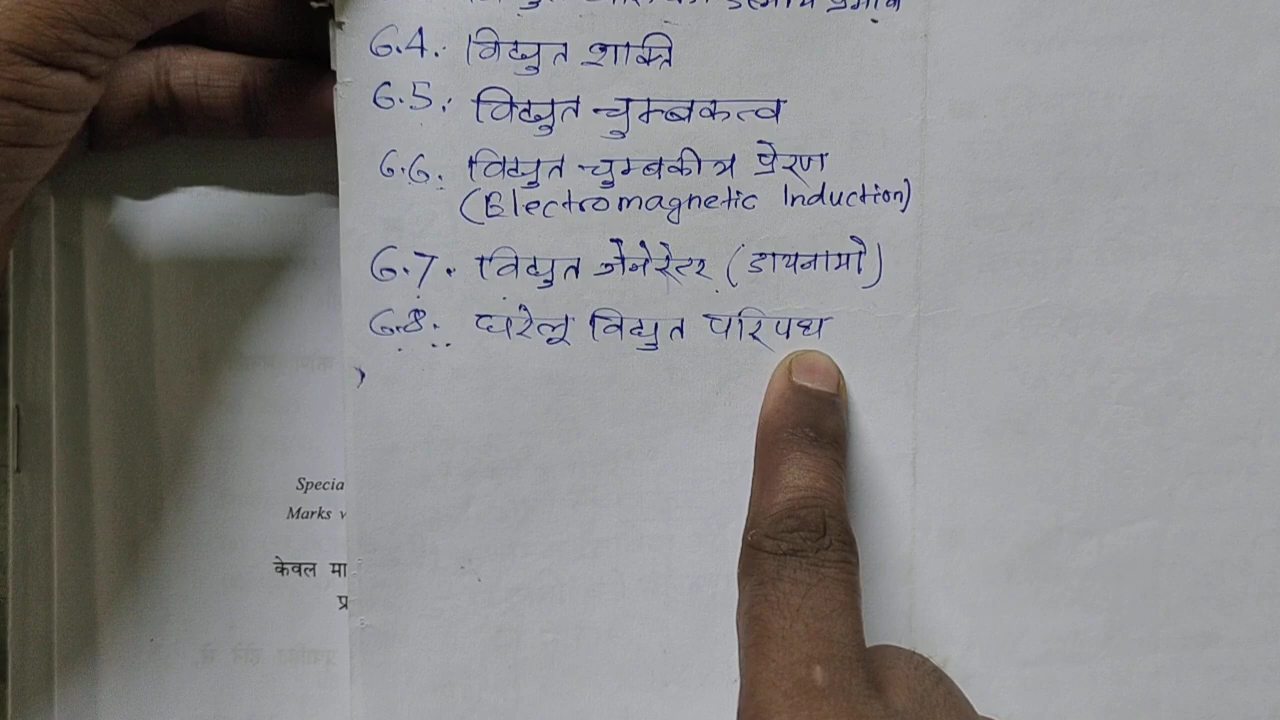 6.4. विद्युत शक्ति
6.5. विद्युत चुम्बकत्व
6.6. विद्युत चुम्बकीय प्रेरण
(Electromagnetic Induction)
6.7. विद्युत जेनेरेटर (डायनामो)
6.8. घरेलू विद्युत परिपथ
Specia
Marks
केवल मा
प्र